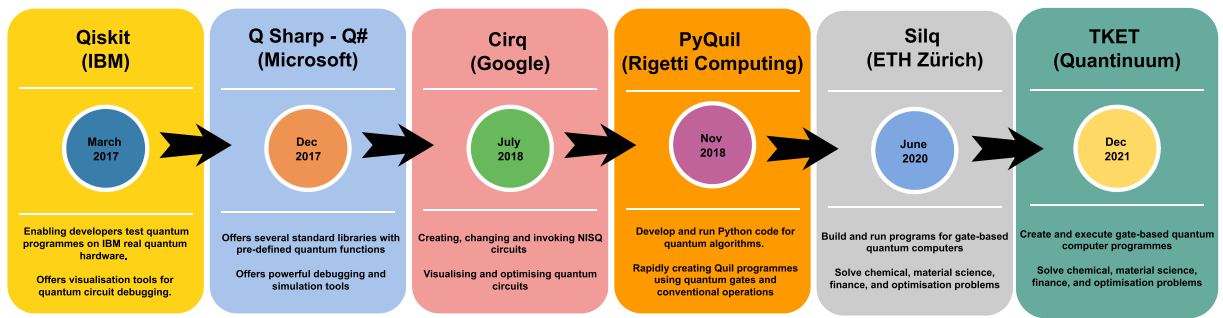 Qiskit
(IBM)
March
2017
Enabling developers test quantum
programmes on IBM real quantum
hardware.
Offers visualisation tools for
quantum circuit debugging.
Q Sharp - Q#
(Microsoft)
Dec
2017
Offers several standard libraries with
pre-defined quantum functions
Offers powerful debugging and
simulation tools
Cirq
(Google)
July
2018
Creating, changing and invoking NISQ
circuits
Visualising and optimising quantum
circuits
PyQuil
(Rigetti Computing)
Nov
2018
Develop and run Python code for
quantum algorithms.
Rapidly creating Quil programmes
using quantum gates and
conventional operations
Silq
(ETH Zürich)
June
2020
Build and run programs for gate-based
quantum computers
Solve chemical, material science,
finance, and optimisation problems
TKET
(Quantinuum)
Dec
2021
Create and execute gate-based quantum
computer programmes
Solve chemical, material science,
finance, and optimisation problems